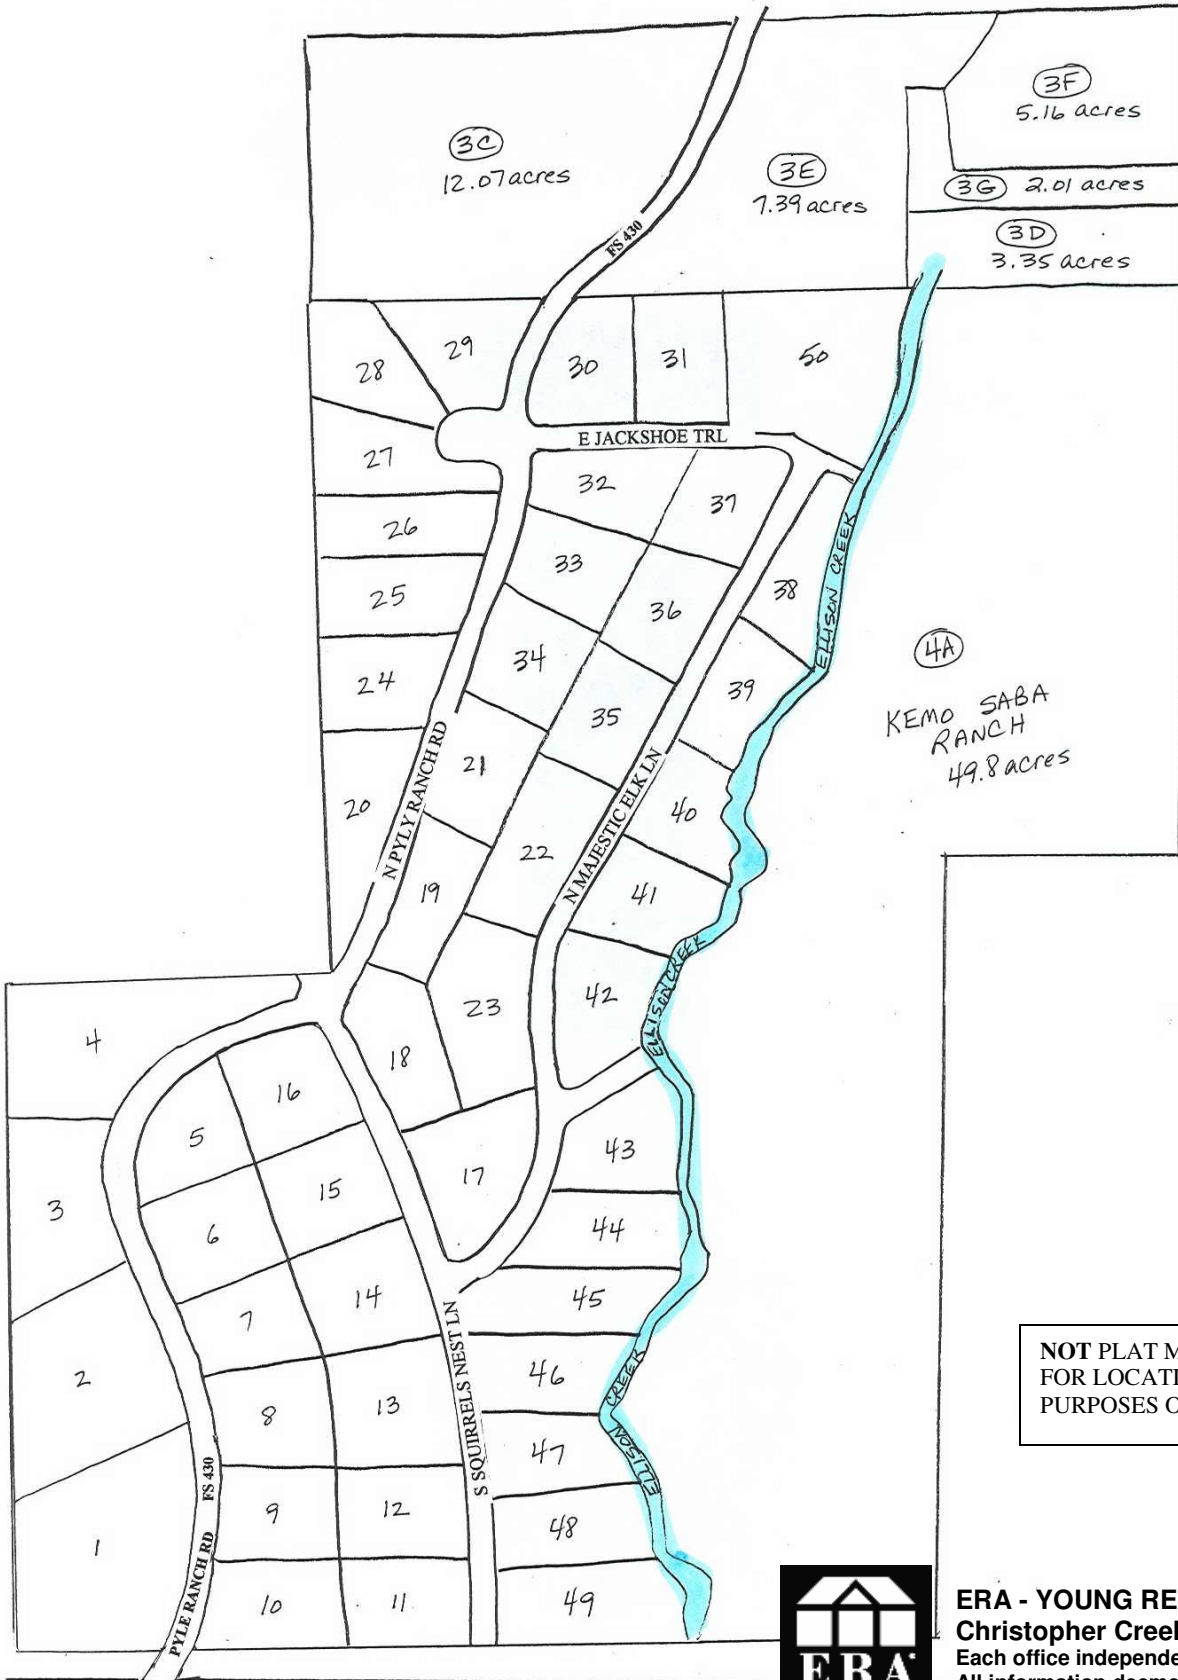 3C
12.07 acres
3E
7.39 acres
3F
5.16 acres
3G 2.01 acres
3D
3.35 acres
FS 430
28
29
30
31
50
27
E JACKSHOE TRL
26
32
37
25
33
36
38
ELLISON CREEK
24
34
35
39
4A
KEMO SABA
RANCH
49.8 acres
20
N PYLY RANCH RD
21
N MAJESTIC ELK LN
40
19
22
41
4
18
23
42
ELLISON CREEK
5
16
17
43
3
6
15
44
7
14
45
2
8
13
S SQUIRRELS NEST LN
46
ELLISON CREEK
47
1
FS 430
9
12
48
PYLE RANCH RD
10
11
49
NOT PLAT M
FOR LOCATI
PURPOSES O
ERA
ERA - YOUNG RE
Christopher Creel
Each office independe
All information deeme